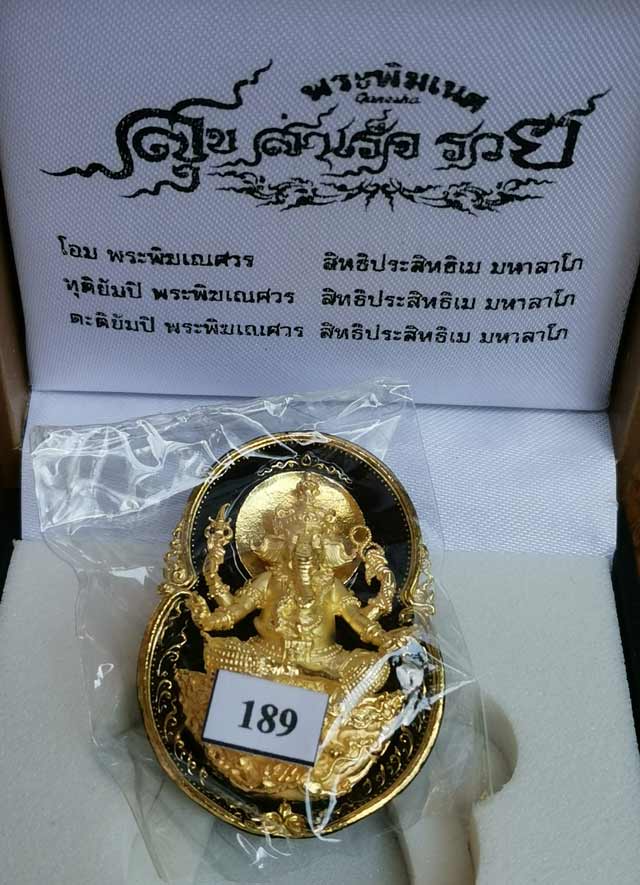 พระพิฆเนศ
Ganesha
สุข สำเร็จ รวย
โอม พระพิฆเณศวร สิทธิประสิทธิเม มหาลาโภ
ทุติยัมปิ พระพิฆเณศวร สิทธิประสิทธิเม มหาลาโภ
ตะติยัมปิ พระพิฆเณศวร สิทธิประสิทธิเม มหาลาโภ
189